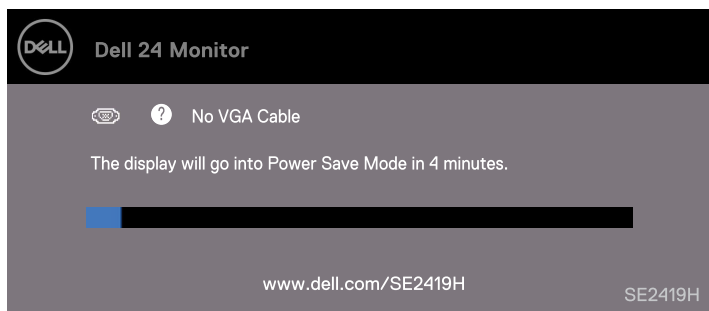 DELL
Dell 24 Monitor
? No VGA Cable
The display will go into Power Save Mode in 4 minutes.
www.dell.com/SE2419H
SE2419H